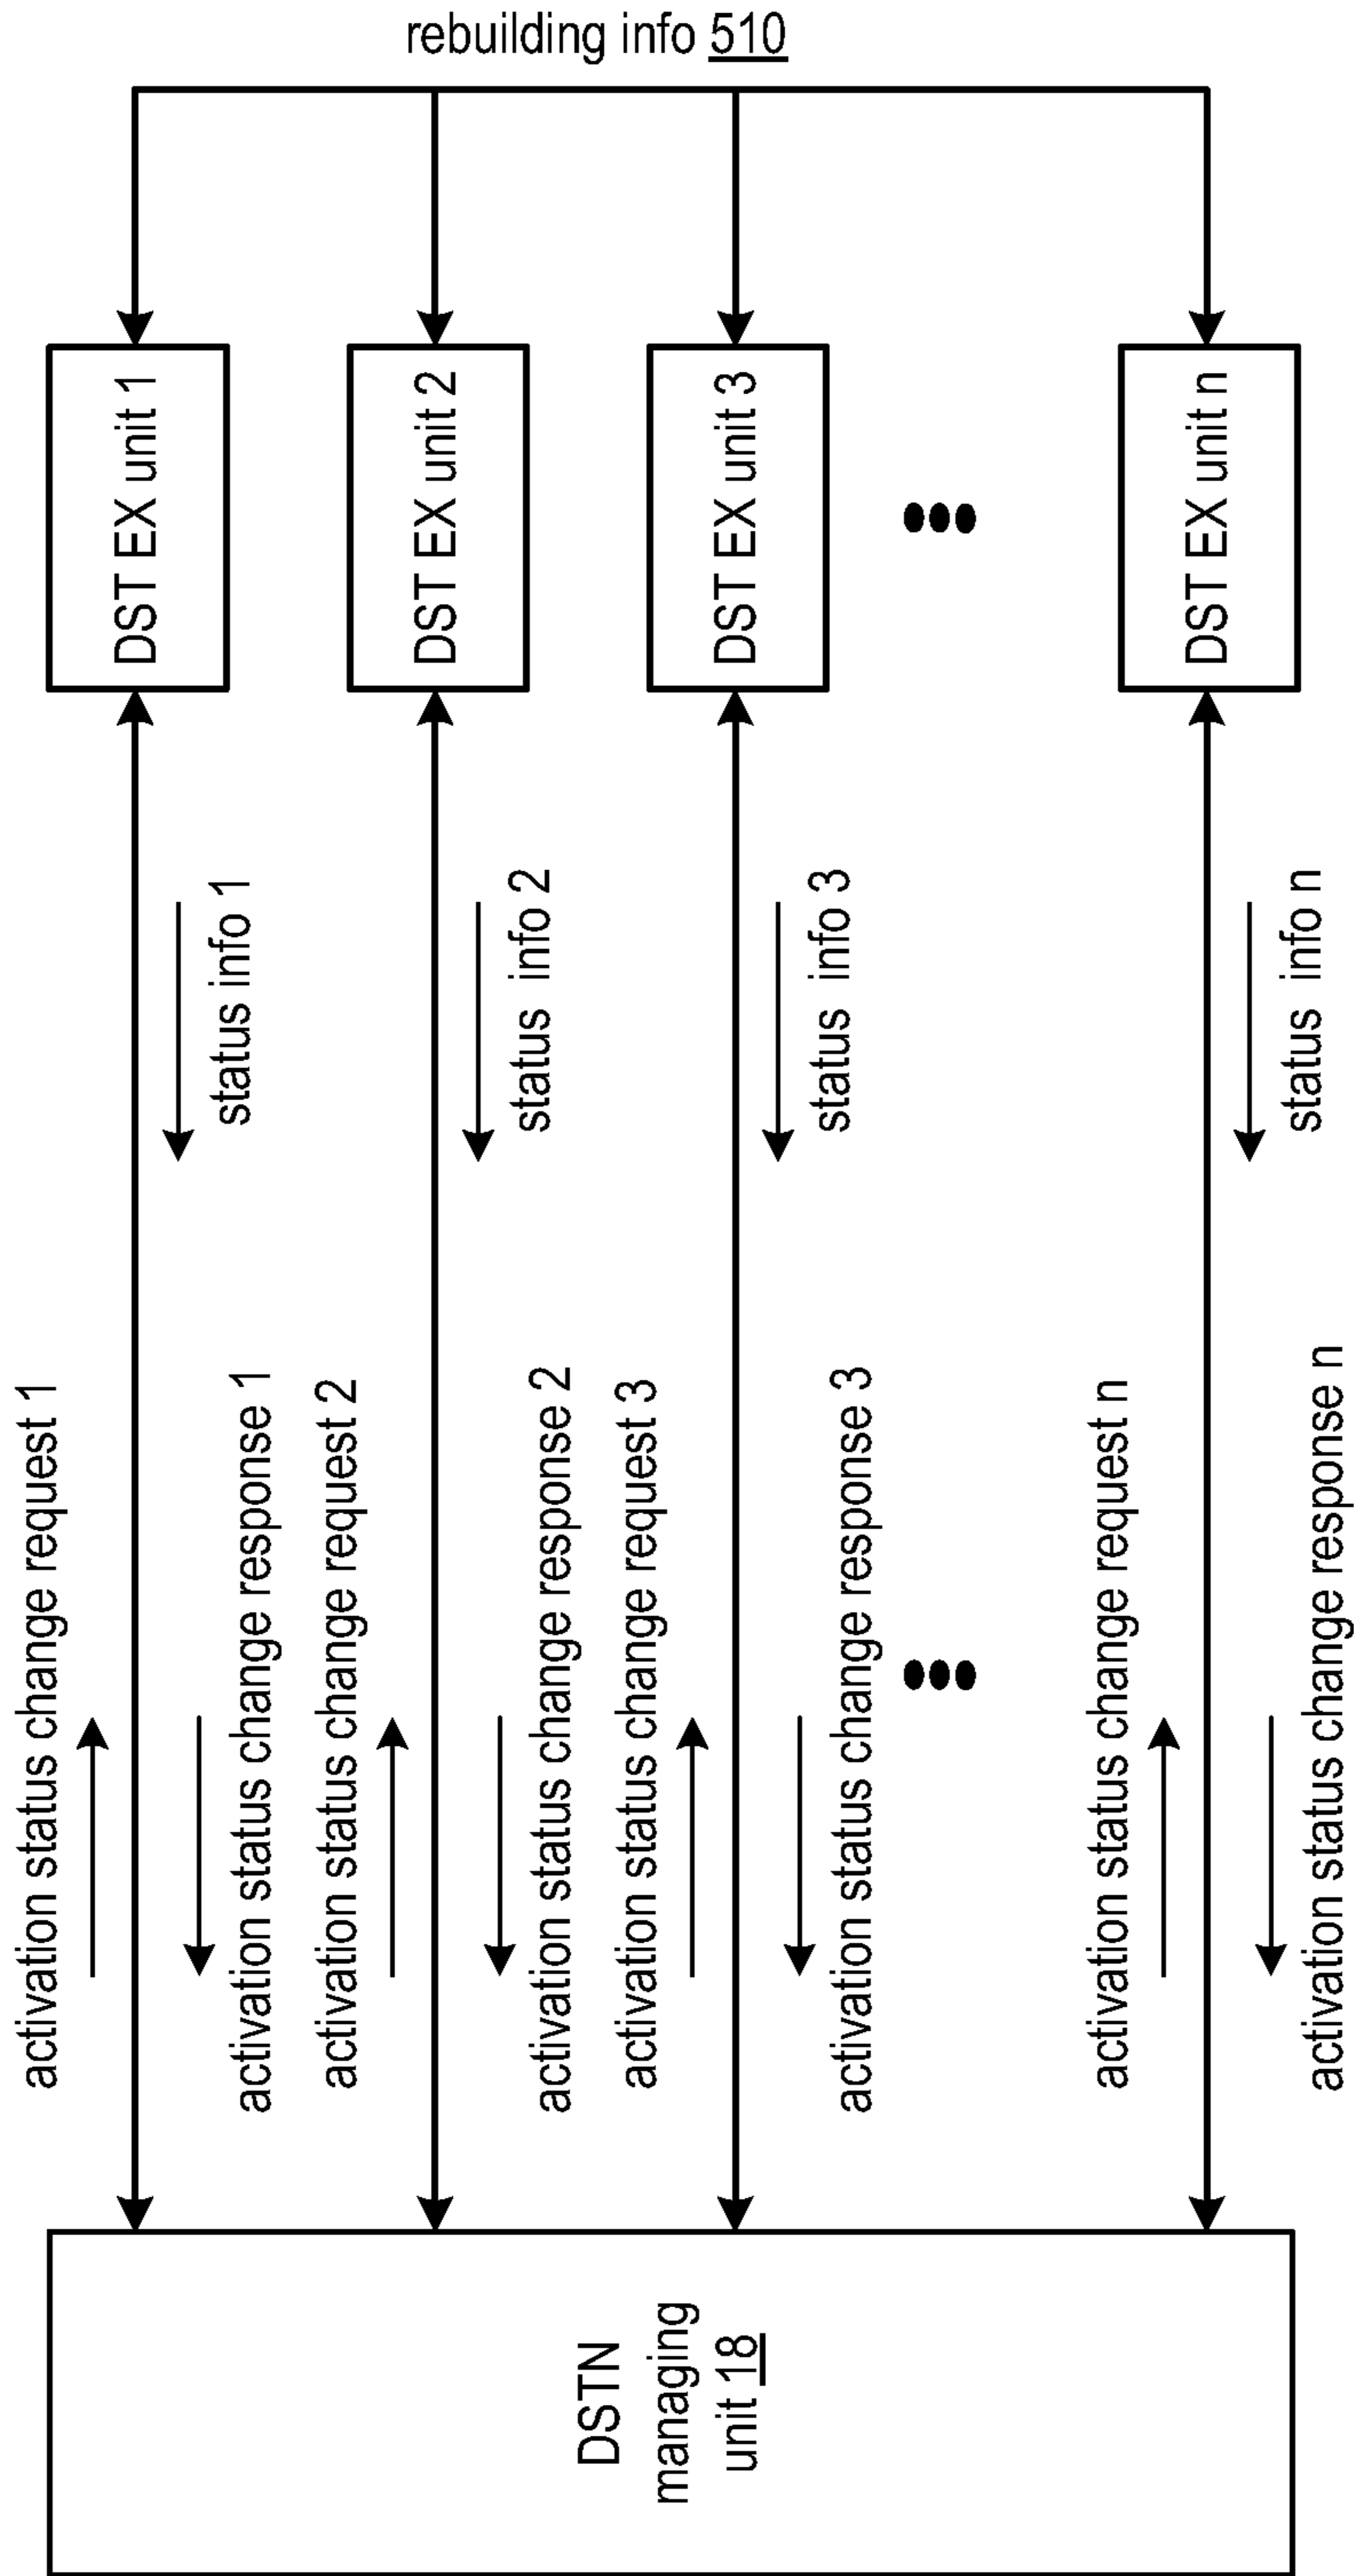 rebuilding info 510
DST EX unit 1
DST EX unit 2
DST EX unit 3
DST EX unit n
status info 1
status info 2
status info 3
status info n
activation status change request 1
activation status change response 1
activation status change request 2
activation status change response 2
activation status change request 3
activation status change response 3
activation status change request n
activation status change response n
DSTN
managing
unit 18